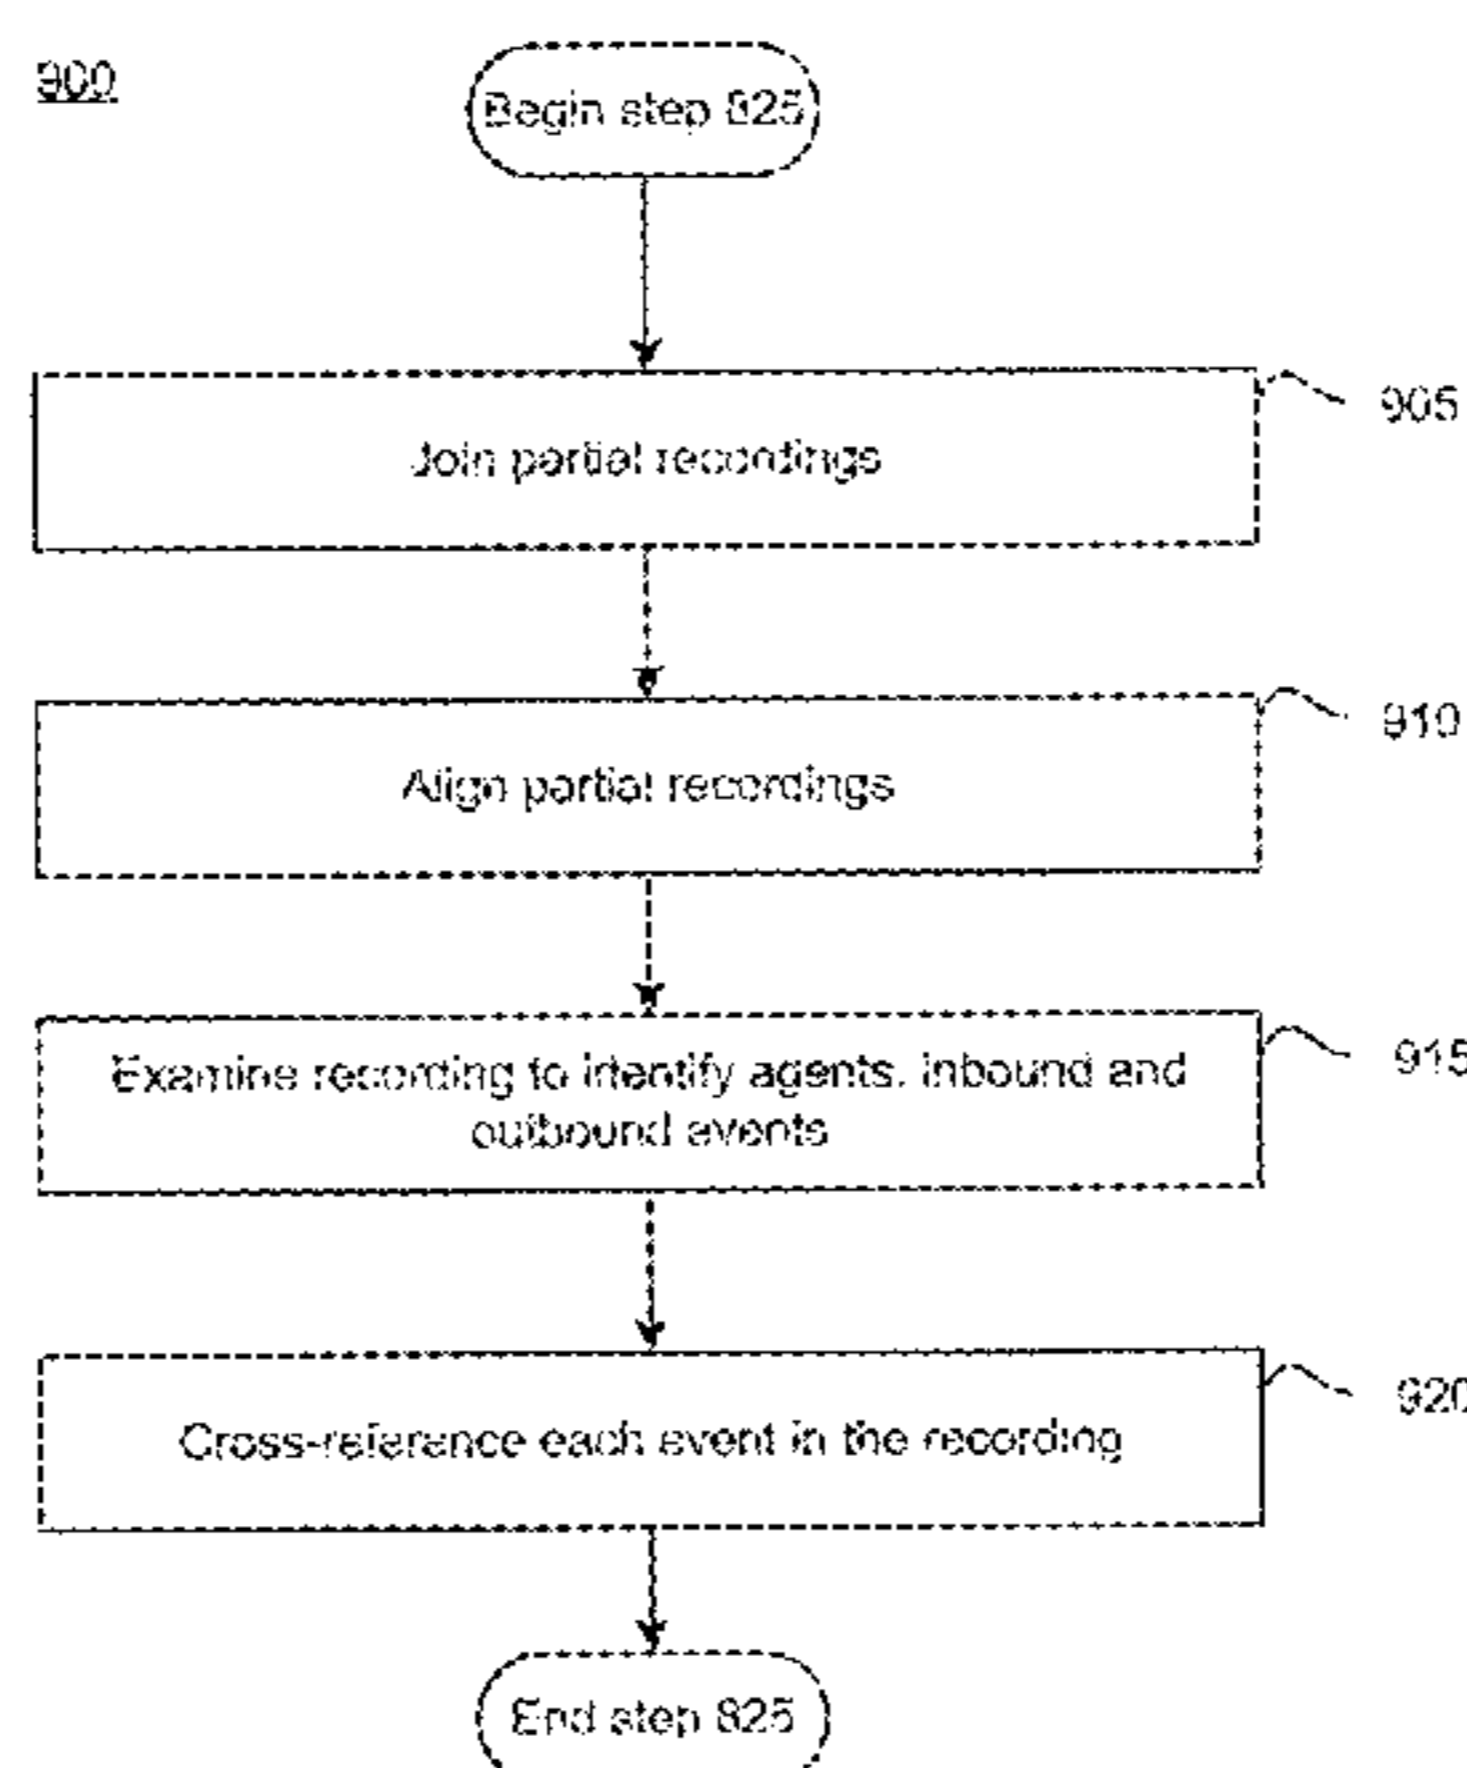 900
Begin step 825
905
Join partial recordings
910
Align partial recordings
915
Examine recording to identify agents, inbound and
outbound events
920
Cross-reference each event in the recording
End step 825